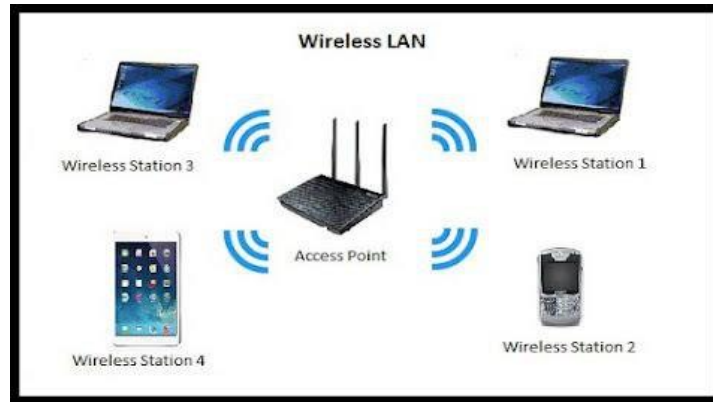 Wireless LAN
Wireless Station 3
Wireless Station 1
Access Point
Wireless Station 4
Wireless Station 2